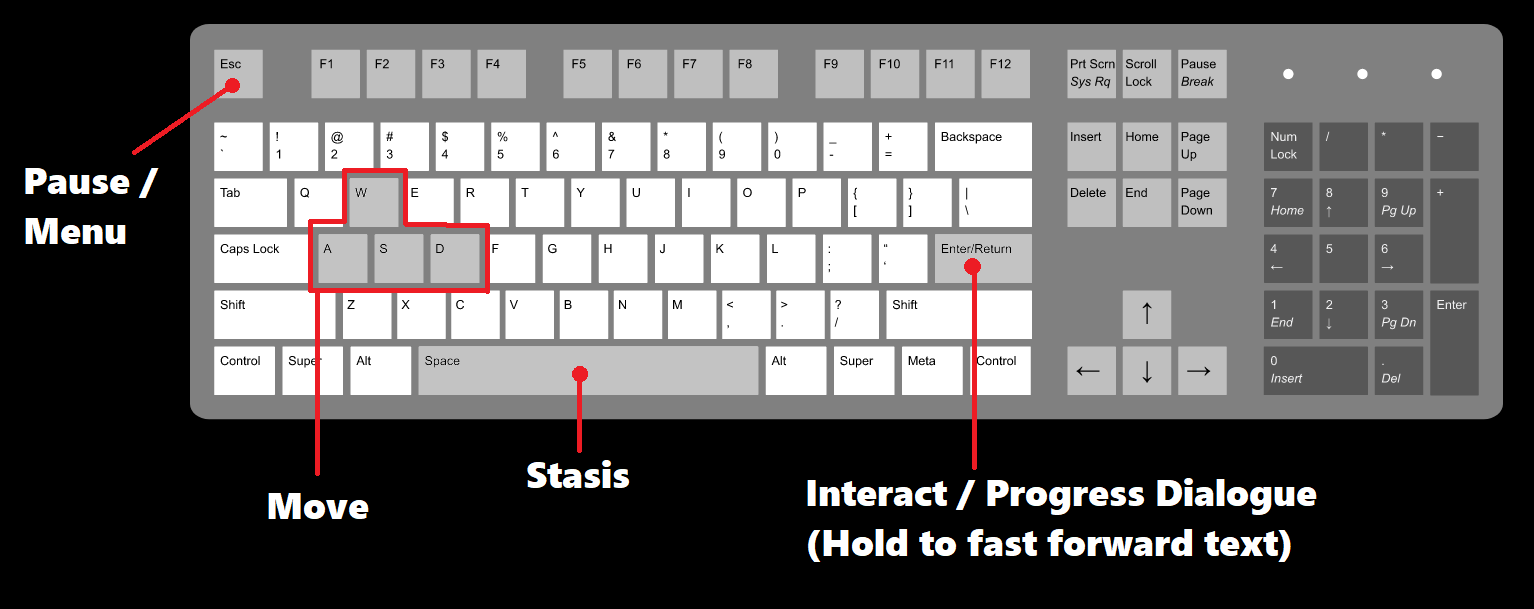 Esc F1 F2 F3 F4 F5 F6 F7 F8 F9 F10 F11 F12 Prt Scrn Scroll Pause
Sys Rq Lock Break
~ ! @ # $ % ^ & * ( ) _ + Backspace Insert Home Page Num / * −
` 1 2 3 4 5 6 7 8 9 0 - = Up Lock
Pause /
Menu
Tab Q W E R T Y U I O P { } | Delete End Page 7 8 9 +
[ ] \ Down Home ↑ Pg Up
Caps Lock A S D F G H J K L : " Enter/Return 4 5 6
; ‘ ← →
Shift Z X C V B N M < > ? Shift ↑ 1 2 3 Enter
, . / End ↓ Pg Dn
Control Super Alt Space Alt Super Meta Control ← ↓ → 0 .
Insert Del
Move
Stasis
Interact / Progress Dialogue
(Hold to fast forward text)